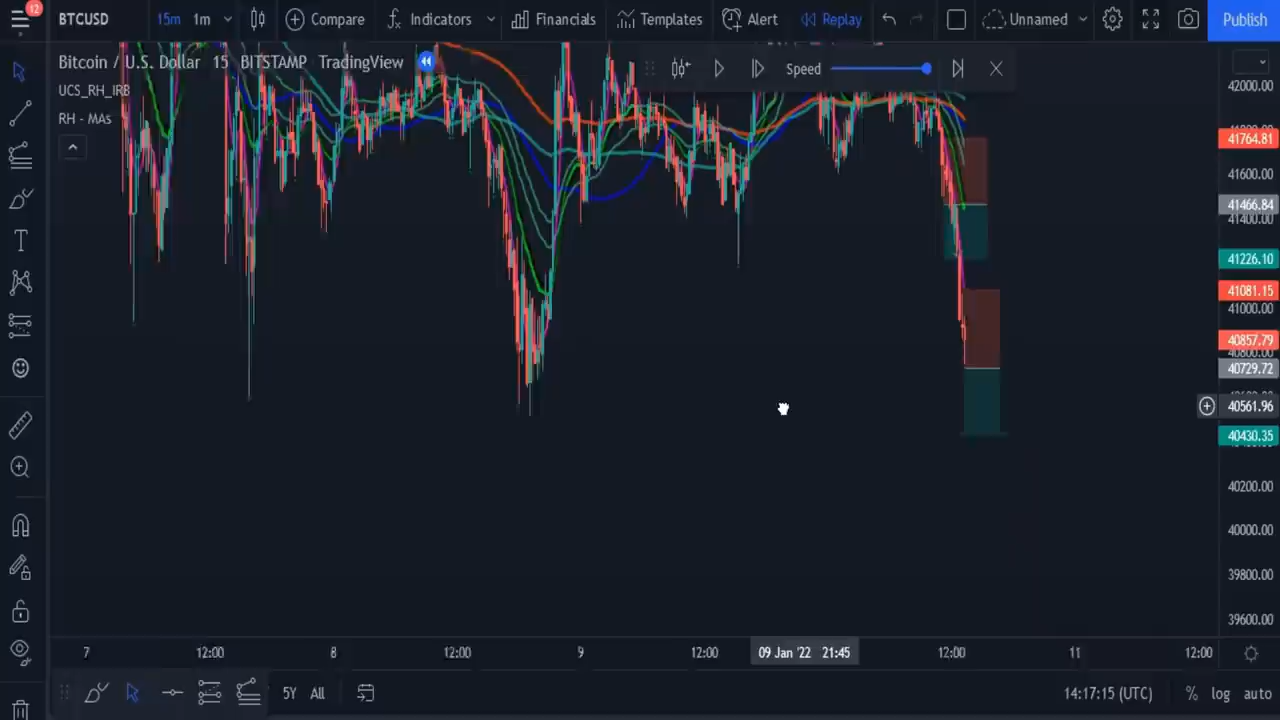 12
BTCUSD 15m 1m Compare Indicators Financials Templates Alert Replay Unnamed Publish
Bitcoin / U.S. Dollar 15 BITSTAMP TradingView
Speed
UCS_RH_IRB
RH - MAs
42000.00
41764.81
41600.00
41466.84
41400.00
41226.10
41081.15
41000.00
40857.79
40800.00
40729.72
40561.96
40430.35
40200.00
40000.00
39800.00
39600.00
7 12:00 8 12:00 9 12:00 09 Jan '22 21:45 12:00 11 12:00
5Y All 14:17:15 (UTC) % log auto